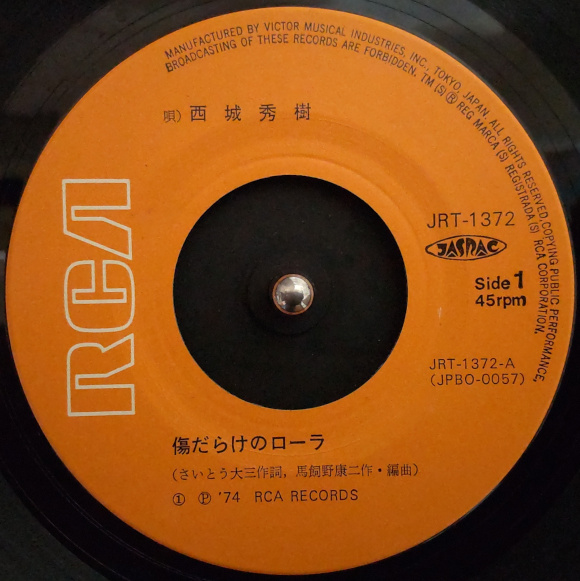 MANUFACTURED BY VICTOR MUSICAL INDUSTRIES, INC., TOKYO, JAPAN. ALL RIGHTS RESERVED, COPYING PUBLIC PERFORMANCE,
BROADCASTING OF THESE RECORDS ARE FORBIDDEN. TM (S) ® REG MARCA (S) REGISTRADA (S) RCA CORPORATION.
唄) 西城秀樹
RCA
JRT-1372
JASRAC
Side 1
45rpm
JRT-1372-A
(JPBO-0057)
傷だらけのローラ
(さいとう大三作詞, 馬飼野康二作・編曲)
① ℗ '74 RCA RECORDS